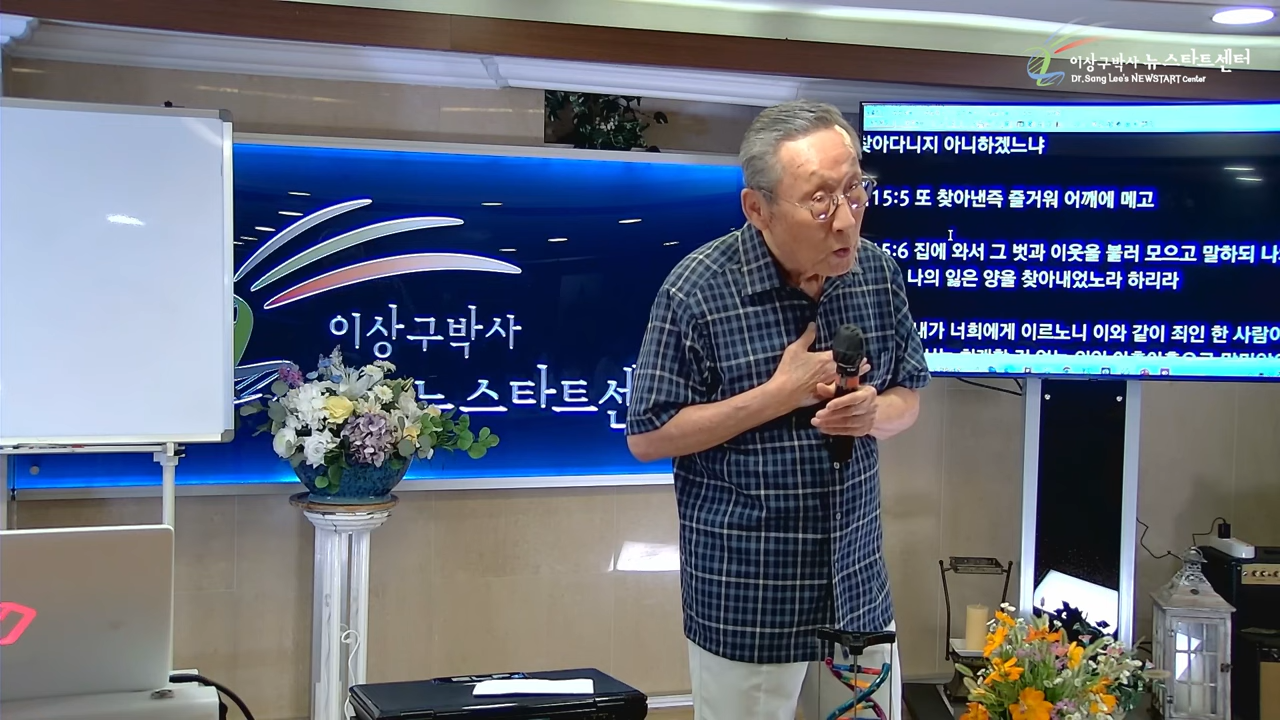 이상구박사 뉴스타트센터
Dr. Sang Lee's NEWSTART Center
찾아다니지 아니하겠느냐
15:5 또 찾아낸즉 즐거워 어깨에 메고
5:6 집에 와서 그 벗과 이웃을 불러 모으고 말하되
나의 잃은 양을 찾아내었노라 하리라
내가 너희에게 이르노니 이와 같이 죄인 한 사람이
이상구박사
뉴스타트센